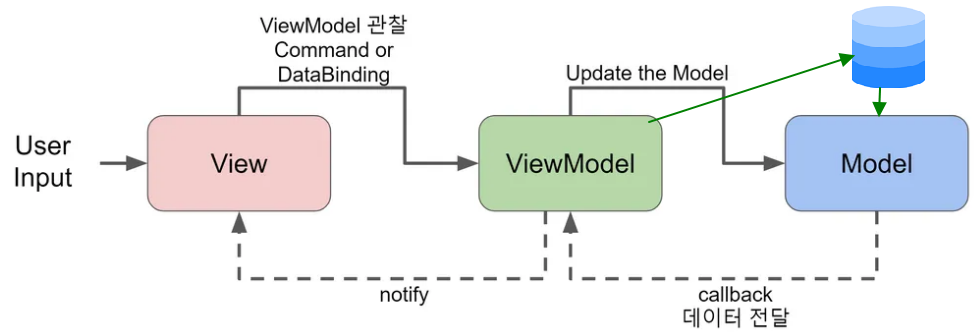 ViewModel 관찰
Command or
DataBinding
Update the Model
User
Input
View
ViewModel
Model
notify
callback
데이터 전달